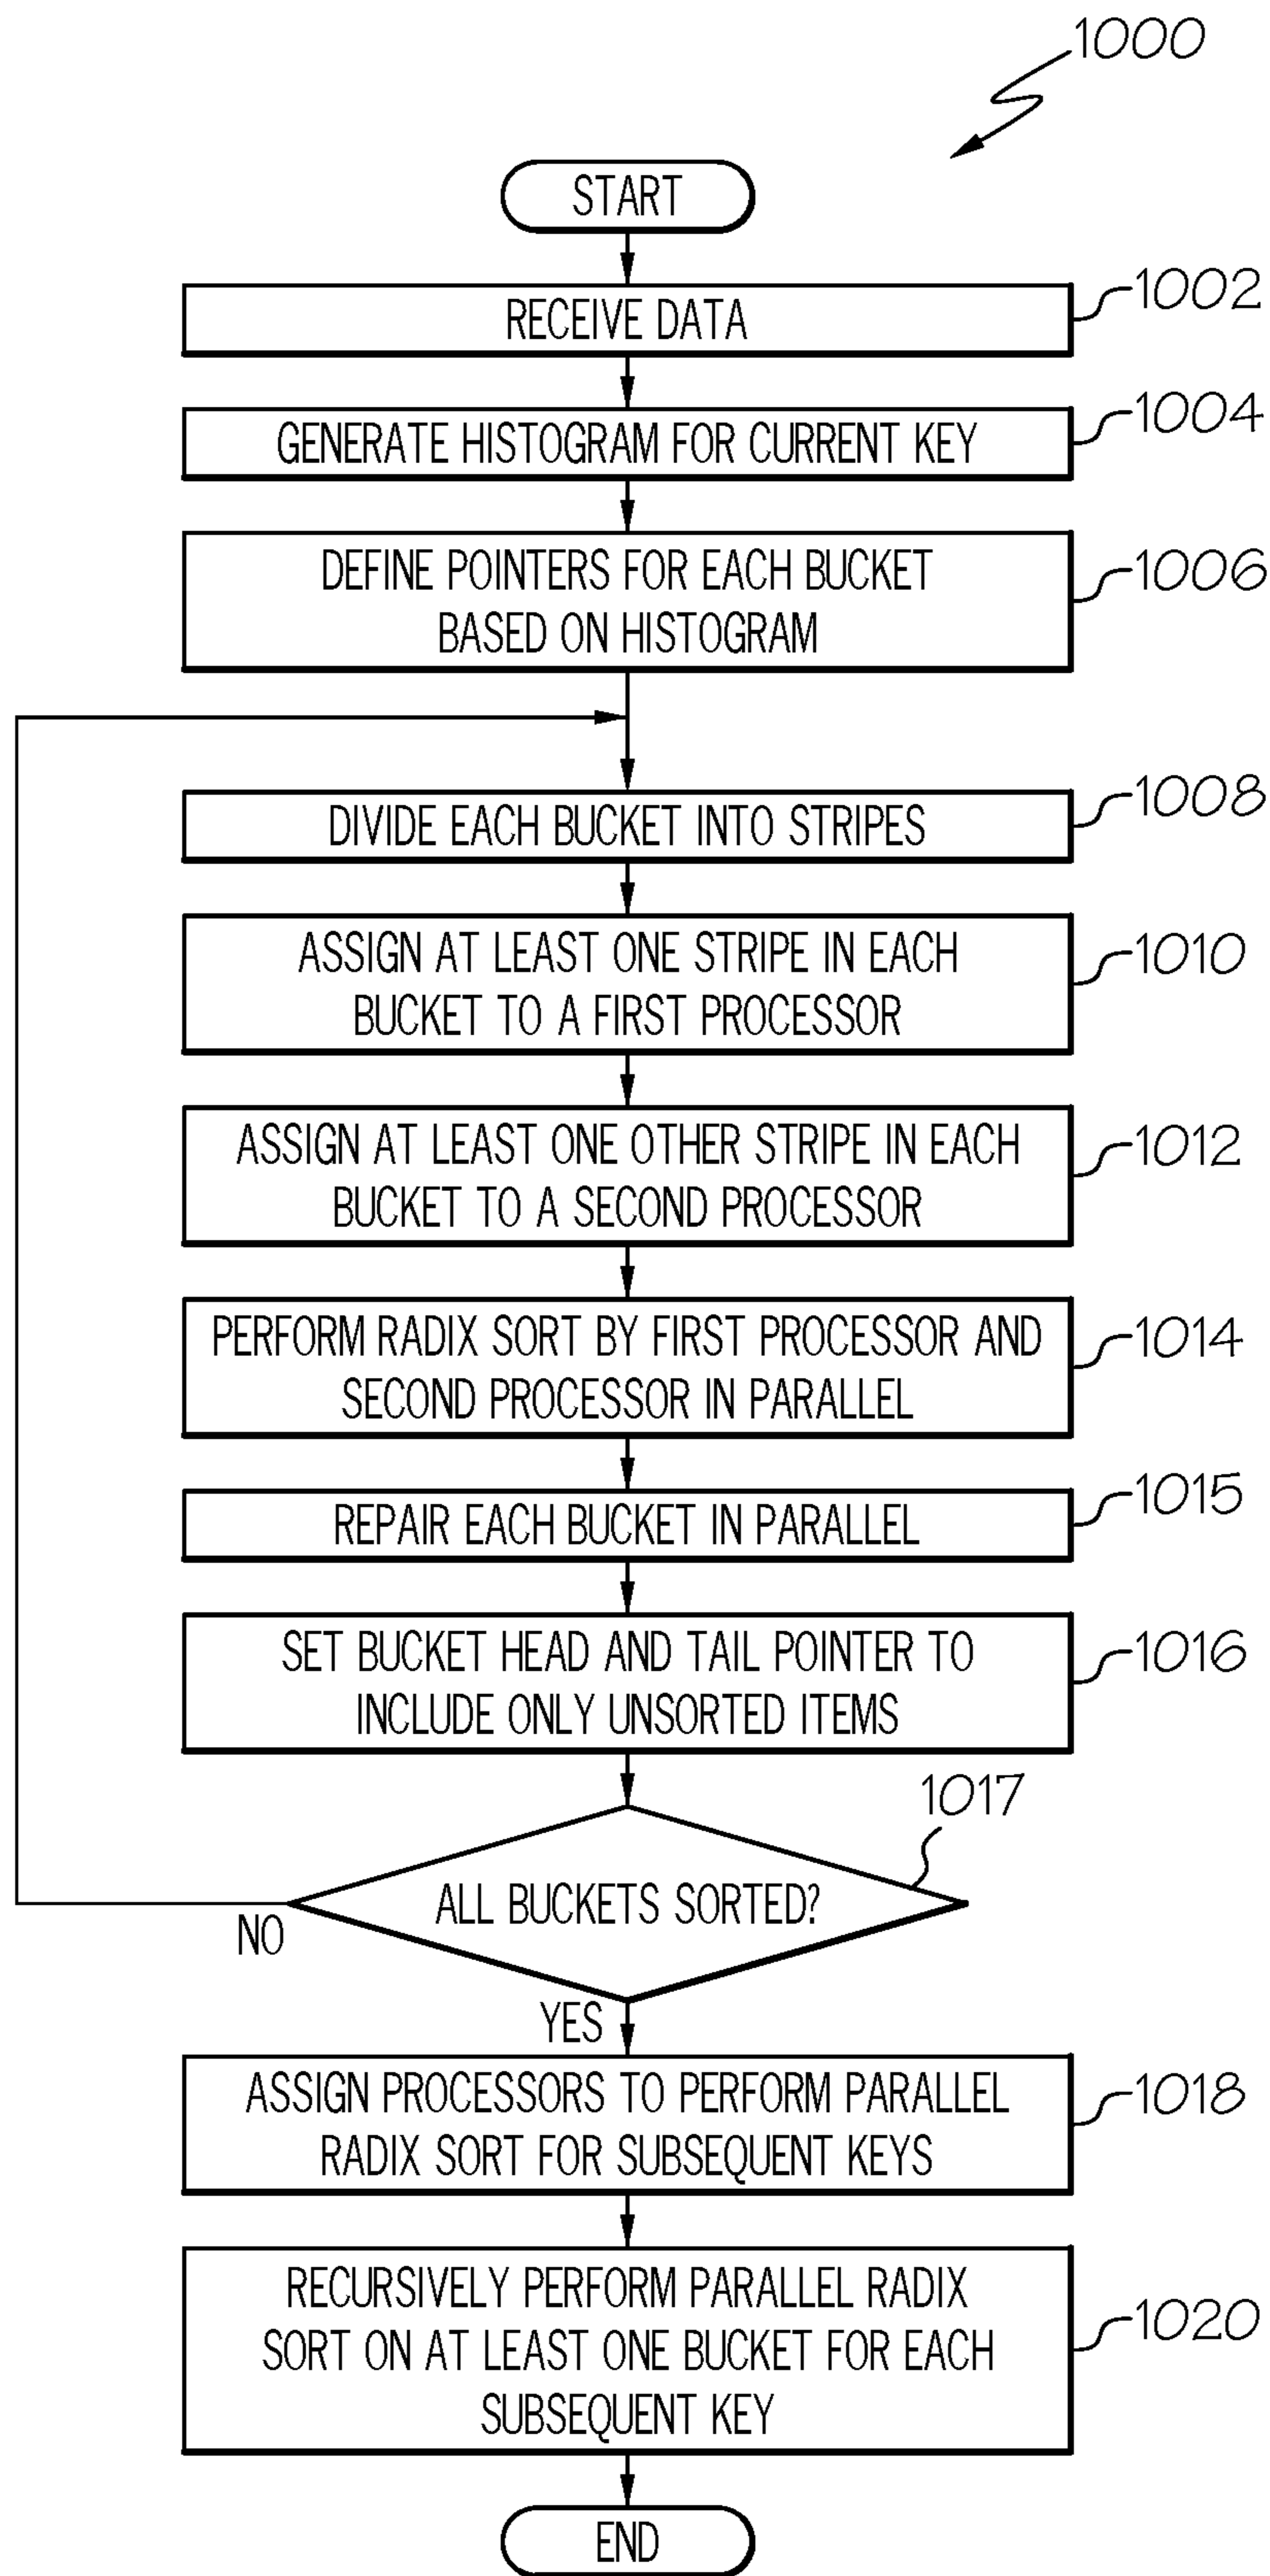 1000
START
RECEIVE DATA
1002
GENERATE HISTOGRAM FOR CURRENT KEY
1004
DEFINE POINTERS FOR EACH BUCKET
BASED ON HISTOGRAM
1006
DIVIDE EACH BUCKET INTO STRIPES
1008
ASSIGN AT LEAST ONE STRIPE IN EACH
BUCKET TO A FIRST PROCESSOR
1010
ASSIGN AT LEAST ONE OTHER STRIPE IN EACH
BUCKET TO A SECOND PROCESSOR
1012
PERFORM RADIX SORT BY FIRST PROCESSOR AND
SECOND PROCESSOR IN PARALLEL
1014
REPAIR EACH BUCKET IN PARALLEL
1015
SET BUCKET HEAD AND TAIL POINTER TO
INCLUDE ONLY UNSORTED ITEMS
1016
1017
ALL BUCKETS SORTED?
NO
YES
ASSIGN PROCESSORS TO PERFORM PARALLEL
RADIX SORT FOR SUBSEQUENT KEYS
1018
RECURSIVELY PERFORM PARALLEL RADIX
SORT ON AT LEAST ONE BUCKET FOR EACH
SUBSEQUENT KEY
1020
END